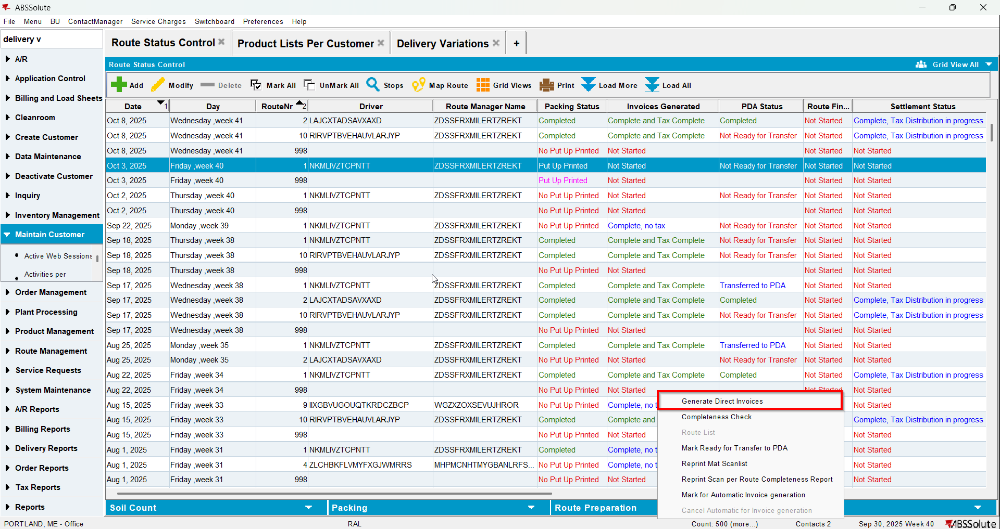 ABSSolute
File Menu BU ContactManager Service Charges Switchboard Preferences Help
delivery v
Route Status Control Product Lists Per Customer Delivery Variations +
Route Status Control Grid View All
Add Modify Delete Mark All UnMark All Stops Map Route Grid Views Print Load More Load All
A/R
Application Control
Billing and Load Sheets
Cleanroom
Create Customer
Data Maintenance
Deactivate Customer
Inquiry
Inventory Management
Maintain Customer
Active Web Sessions
Activities per
Order Management
Plant Processing
Product Management
Route Management
Service Requests
System Maintenance
A/R Reports
Billing Reports
Delivery Reports
Order Reports
Tax Reports
Reports
Date 1 Day RouteNr 2 Driver Route Manager Name Packing Status Invoices Generated PDA Status Route Fin... Settlement Status
Oct 8, 2025 Wednesday ,week 41 2 LAJCXTADSAVXAXD ZDSSFRXMILERTZREKT Completed Complete and Tax Complete Completed Not Started Complete, Tax Distribution in progress
Oct 8, 2025 Wednesday ,week 41 10 RIRVPTBVEHAUVLARJYP ZDSSFRXMILERTZREKT Completed Complete and Tax Complete Not Ready for Transfer Not Started Complete, Tax Distribution in progress
Oct 8, 2025 Wednesday ,week 41 998 No Put Up Printed Not Started Not Started Not Started
Oct 3, 2025 Friday ,week 40 1 NKMLIVZTCPNTT ZDSSFRXMILERTZREKT Put Up Printed Not Started Not Ready for Transfer Not Started Not Started
Oct 3, 2025 Friday ,week 40 998 Put Up Printed Not Started Not Started Not Started
Oct 2, 2025 Thursday ,week 40 1 NKMLIVZTCPNTT ZDSSFRXMILERTZREKT No Put Up Printed Not Started Not Ready for Transfer Not Started Not Started
Oct 2, 2025 Thursday ,week 40 998 No Put Up Printed Not Started Not Started Not Started
Sep 22, 2025 Monday ,week 39 1 NKMLIVZTCPNTT ZDSSFRXMILERTZREKT No Put Up Printed Complete, no tax Not Ready for Transfer Not Started Not Started
Sep 18, 2025 Thursday ,week 38 1 NKMLIVZTCPNTT ZDSSFRXMILERTZREKT Completed Complete and Tax Complete Not Ready for Transfer Not Started Not Started
Sep 18, 2025 Thursday ,week 38 10 RIRVPTBVEHAUVLARJYP ZDSSFRXMILERTZREKT Completed Complete and Tax Complete Not Ready for Transfer Not Started Not Started
Sep 18, 2025 Thursday ,week 38 998 No Put Up Printed Not Started Not Started Not Started
Sep 17, 2025 Wednesday ,week 38 1 NKMLIVZTCPNTT ZDSSFRXMILERTZREKT Completed Complete and Tax Complete Transferred to PDA Not Started Not Started
Sep 17, 2025 Wednesday ,week 38 2 LAJCXTADSAVXAXD ZDSSFRXMILERTZREKT Completed Complete and Tax Complete Completed Not Started Complete, Tax Distribution in progress
Sep 17, 2025 Wednesday ,week 38 10 RIRVPTBVEHAUVLARJYP ZDSSFRXMILERTZREKT Completed Complete and Tax Complete Not Ready for Transfer Not Started Complete, Tax Distribution in progress
Sep 17, 2025 Wednesday ,week 38 998 No Put Up Printed Not Started Not Started Not Started
Aug 25, 2025 Monday ,week 35 1 NKMLIVZTCPNTT ZDSSFRXMILERTZREKT Completed Complete and Tax Complete Transferred to PDA Not Started Not Started
Aug 25, 2025 Monday ,week 35 2 LAJCXTADSAVXAXD ZDSSFRXMILERTZREKT No Put Up Printed Not Started Not Ready for Transfer Not Started Not Started
Aug 22, 2025 Friday ,week 34 1 NKMLIVZTCPNTT ZDSSFRXMILERTZREKT Completed Complete and Tax Complete Completed Not Started Complete, Tax Distribution in progress
Aug 22, 2025 Friday ,week 34 998 No Put Up Printed Not Started Not Started Not Started
Aug 15, 2025 Friday ,week 33 9 IIXGBVUGOUQTKRDCZBCP WGZXZOXSEVUJHROR No Put Up Printed Complete, no t Not Started
Aug 15, 2025 Friday ,week 33 10 RIRVPTBVEHAUVLARJYP ZDSSFRXMILERTZREKT Completed Complete and Complete, Tax Distribution in progress
Aug 15, 2025 Friday ,week 33 998 No Put Up Printed Not Started Not Started
Aug 1, 2025 Friday ,week 31 1 NKMLIVZTCPNTT ZDSSFRXMILERTZREKT Completed Complete, no t Not Started
Aug 1, 2025 Friday ,week 31 4 ZLCHBKFLVMYFXGJWMRRS MHPMCNHTMYGBANLRFS... No Put Up Printed Complete, no t Not Started
Aug 1, 2025 Friday ,week 31 998 No Put Up Printed Not Started Not Started
Generate Direct Invoices
Completeness Check
Route List
Mark Ready for Transfer to PDA
Reprint Mat Scanlist
Reprint Scan per Route Completeness Report
Mark for Automatic Invoice generation
Cancel Automatic for Invoice generation
Soil Count Packing Route Preparation
PORTLAND, ME - Office RAL Count: 500 (more...) Contacts 2 Sep 30, 2025 Week 40 ABSSolute